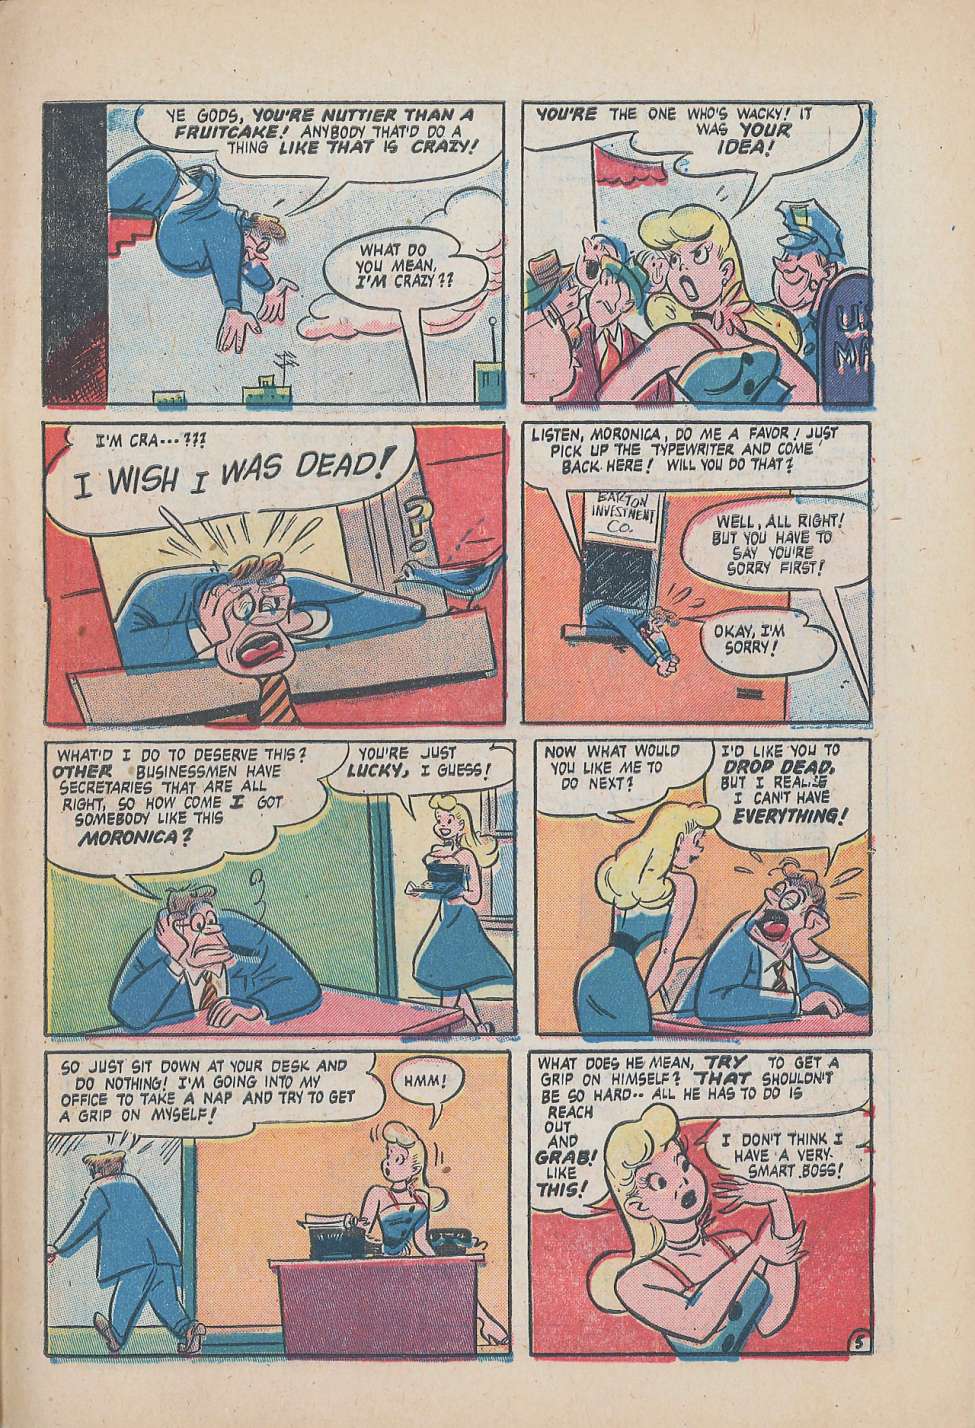 YE GODS, YOU'RE NUTTIER THAN A
FRUITCAKE! ANYBODY THAT'D DO A
THING LIKE THAT IS CRAZY!
WHAT DO
YOU MEAN,
I'M CRAZY??
YOU'RE THE ONE WHO'S WACKY! IT
WAS YOUR
IDEA!
U.S.
MA
I'M CRA---???
I WISH I WAS DEAD!
?!
LISTEN, MORONICA, DO ME A FAVOR! JUST
PICK UP THE TYPEWRITER AND COME
BACK HERE! WILL YOU DO THAT?
BARTON
INVESTMENT
CO.
WELL, ALL RIGHT!
BUT YOU HAVE TO
SAY YOU'RE
SORRY FIRST!
OKAY, I'M
SORRY!
WHAT'D I DO TO DESERVE THIS?
OTHER BUSINESSMEN HAVE
SECRETARIES THAT ARE ALL
RIGHT, SO HOW COME I GOT
SOMEBODY LIKE THIS
MORONICA?
YOU'RE JUST
LUCKY, I GUESS!
NOW WHAT WOULD
YOU LIKE ME TO
DO NEXT?
I'D LIKE YOU TO
DROP DEAD,
BUT I REALIZE
I CAN'T HAVE
EVERYTHING!
SO JUST SIT DOWN AT YOUR DESK AND
DO NOTHING! I'M GOING INTO MY
OFFICE TO TAKE A NAP AND TRY TO GET
A GRIP ON MYSELF!
HMM!
WHAT DOES HE MEAN, TRY TO GET A
GRIP ON HIMSELF? THAT SHOULDN'T
BE SO HARD-- ALL HE HAS TO DO IS
REACH
OUT
AND
GRAB!
LIKE
THIS!
I DON'T THINK I
HAVE A VERY
SMART BOSS!
5